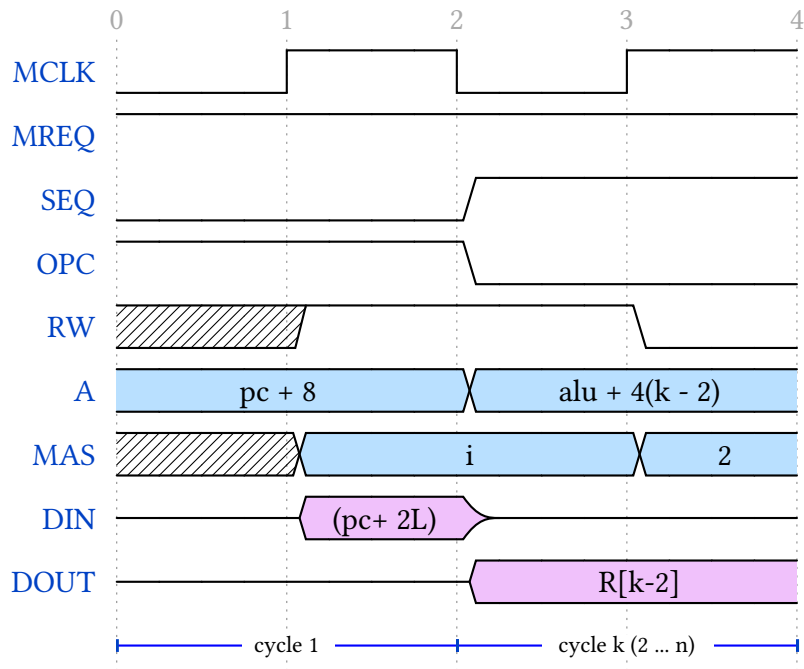 0 1 2 3 4
MCLK
MREQ
SEQ
OPC
RW
A pc + 8 alu + 4(k - 2)
MAS i 2
DIN (pc+ 2L)
DOUT R[k-2]
cycle 1 cycle k (2 ... n)